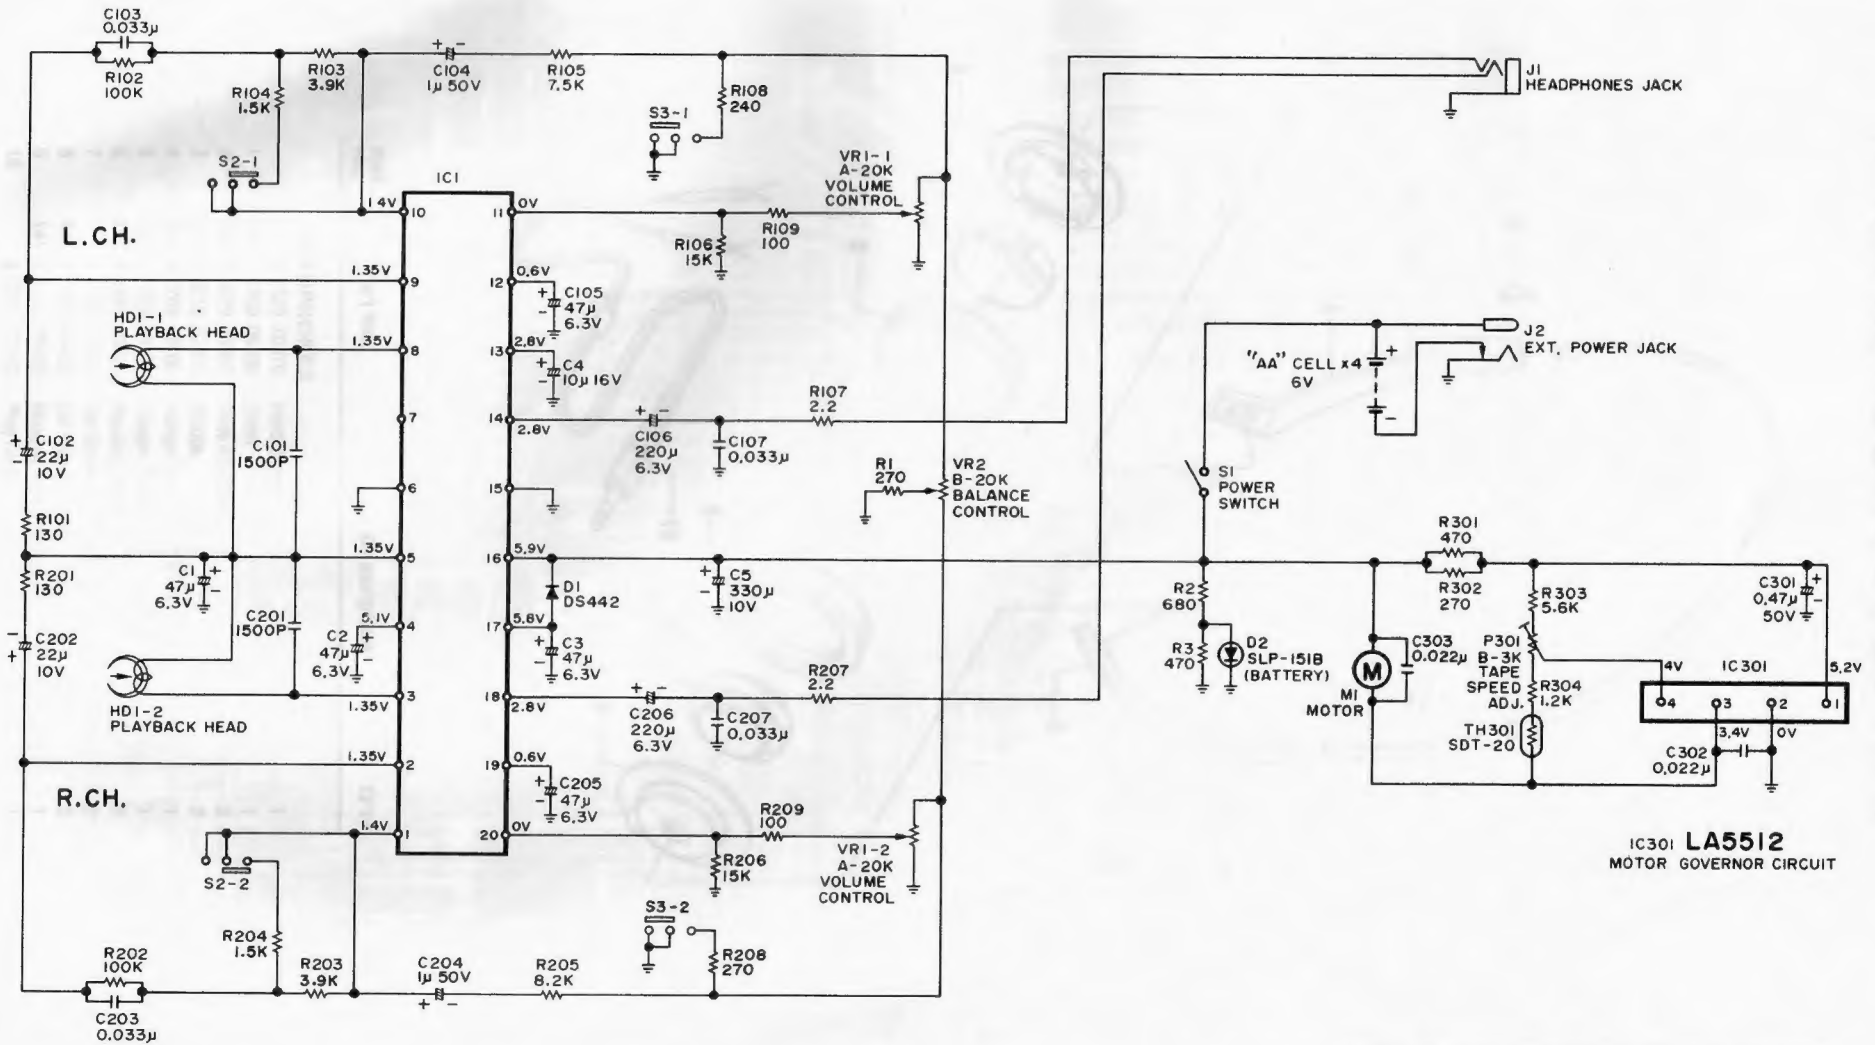 C103
0.033µ
R102
100K
R103
3.9K
R104
1.5K
+ -
C104
1µ 50V
R105
7.5K
R108
240
S3-1
S2-1
IC1
VR1-1
A-20K
VOLUME
CONTROL
J1
HEADPHONES JACK
L.CH.
1.4V
10
11
0V
R106
15K
R109
100
1.35V
9
12
0.6V
+
-
C105
47µ
6.3V
HD1-1
PLAYBACK HEAD
1.35V
8
13
2.8V
+
-
C4
10µ 16V
J2
EXT. POWER JACK
"AA" CELL x4
6V
+
-
7
14
2.8V
+ -
C106
220µ
6.3V
C107
0.033µ
R107
2.2
+
-
C102
22µ
10V
C101
1500P
6
15
R1
270
VR2
B-20K
BALANCE
CONTROL
S1
POWER
SWITCH
R101
130
1.35V
5
16
5.9V
R201
130
C1
47µ
6.3V
+
-
C201
1500P
D1
DS442
+
-
C5
330µ
10V
R2
680
R301
470
R302
270
R303
5.6K
C301
0.47µ
50V
+
-
5.1V
4
17
5.8V
C2
47µ
6.3V
+
-
+
-
C3
47µ
6.3V
-
+
C202
22µ
10V
R3
470
D2
SLP-151B
(BATTERY)
M
M1
MOTOR
C303
0.022µ
P301
B-3K
TAPE
SPEED
ADJ.
R304
1.2K
TH301
SDT-20
4V
IC301
5.2V
4
3
2
1
3.4V
0V
C302
0.022µ
HD1-2
PLAYBACK HEAD
3
1.35V
18
2.8V
+ -
C206
220µ
6.3V
C207
0.033µ
R207
2.2
1.35V
2
19
0.6V
+
-
C205
47µ
6.3V
R.CH.
1.4V
1
20
0V
R209
100
R206
15K
VR1-2
A-20K
VOLUME
CONTROL
IC301 LA5512
MOTOR GOVERNOR CIRCUIT
S2-2
S3-2
R204
1.5K
R202
100K
C203
0.033µ
R203
3.9K
C204
1µ 50V
+ -
R205
8.2K
R208
270